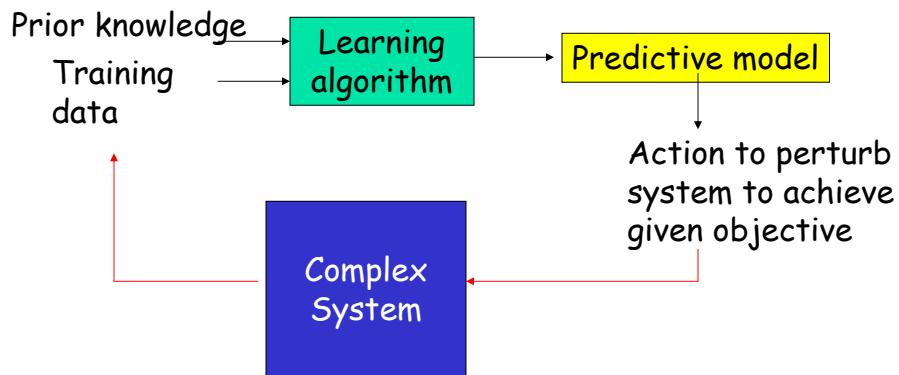 Prior knowledge
Training
data
Learning
algorithm
Predictive model
Action to perturb
system to achieve
given objective
Complex
System